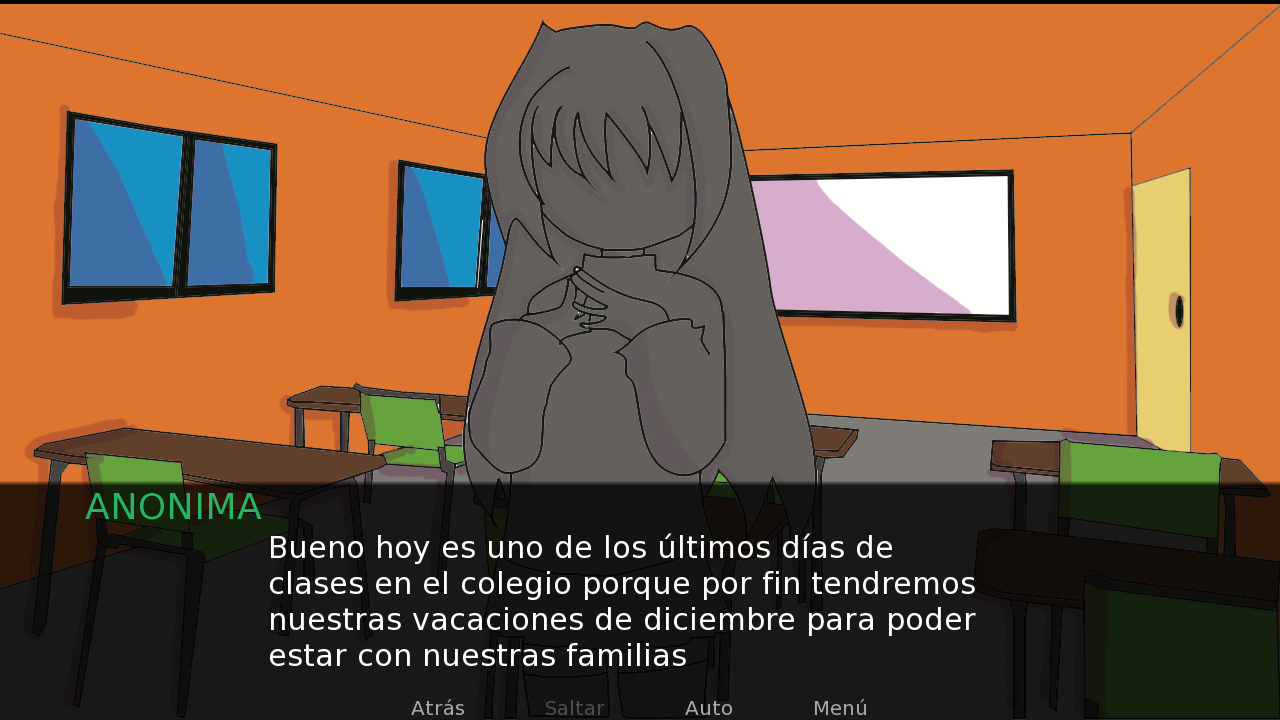 ANONIMA
Bueno hoy es uno de los últimos días de
clases en el colegio porque por fin tendremos
nuestras vacaciones de diciembre para poder
estar con nuestras familias
Atrás Saltar Auto Menú